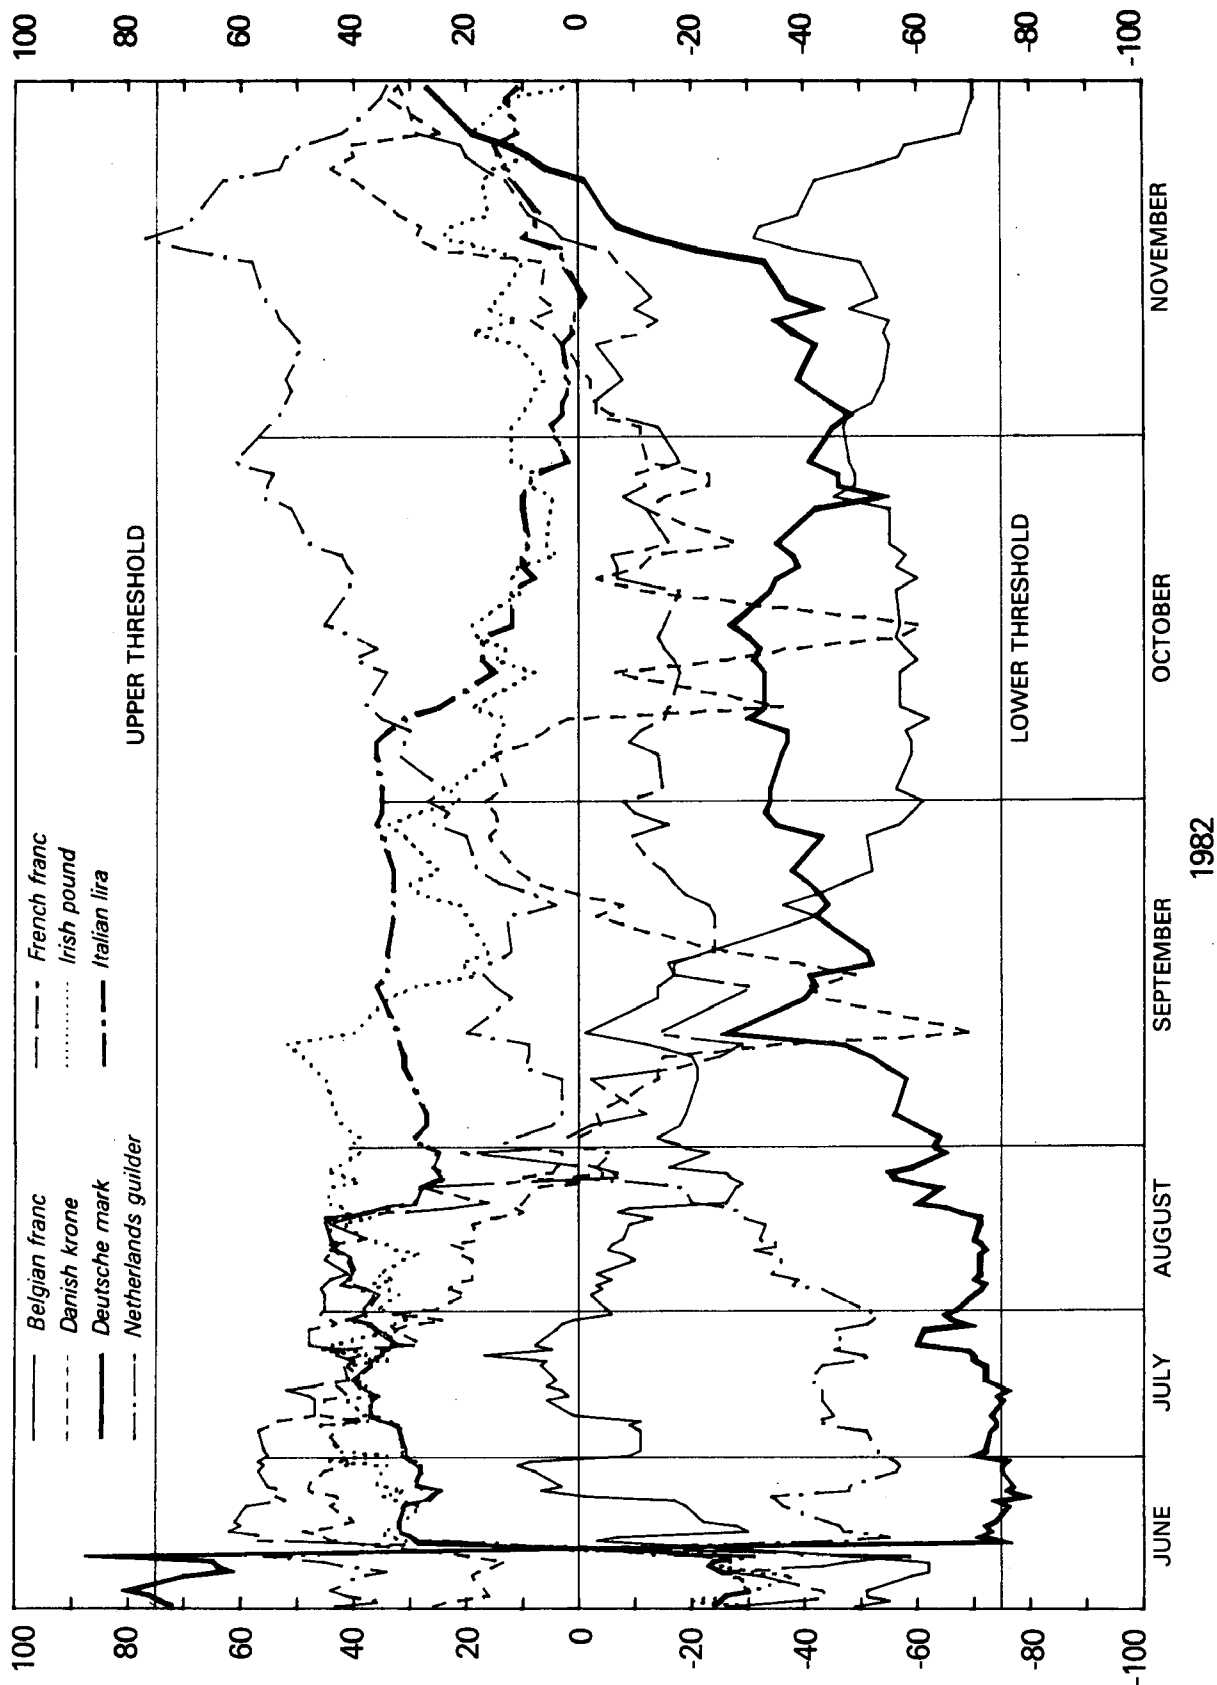 Belgian franc
Danish krone
Deutsche mark
Netherlands guilder
French franc
Irish pound
Italian lira
100
80
60
40
20
0
-20
-40
-60
-80
-100
100
80
60
40
20
0
-20
-40
-60
-80
-100
UPPER THRESHOLD
LOWER THRESHOLD
JUNE
JULY
AUGUST
SEPTEMBER
OCTOBER
NOVEMBER
1982